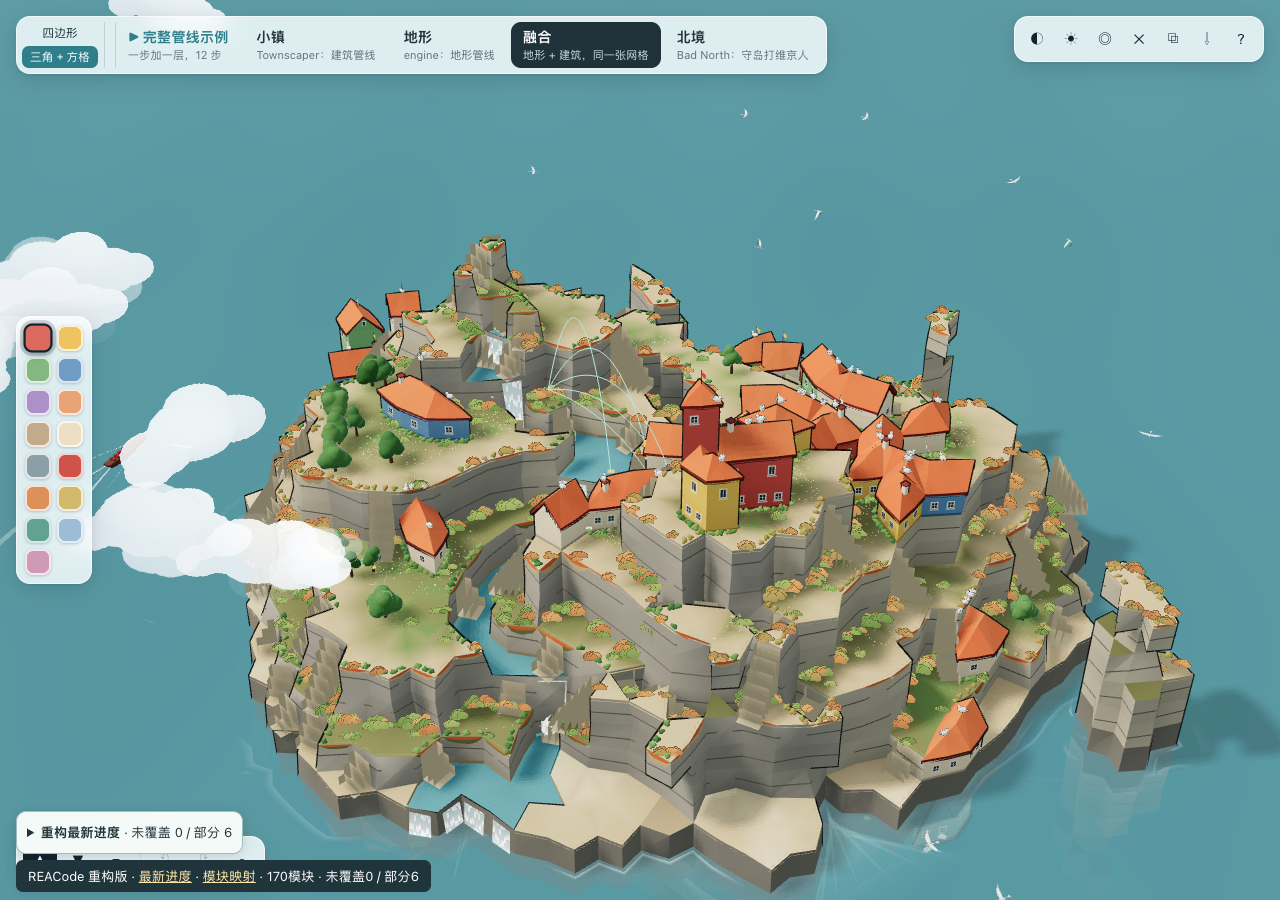 四边形
三角 + 方格
▶ 完整管线示例
一步加一层，12 步
小镇
Townscaper：建筑管线
地形
engine：地形管线
融合
地形 + 建筑，同一张网格
北境
Bad North：守岛打维京人
?
▶ 重构最新进度 · 未覆盖 0 / 部分 6
REACode 重构版 · 最新进度 · 模块映射 · 170模块 · 未覆盖0 / 部分6